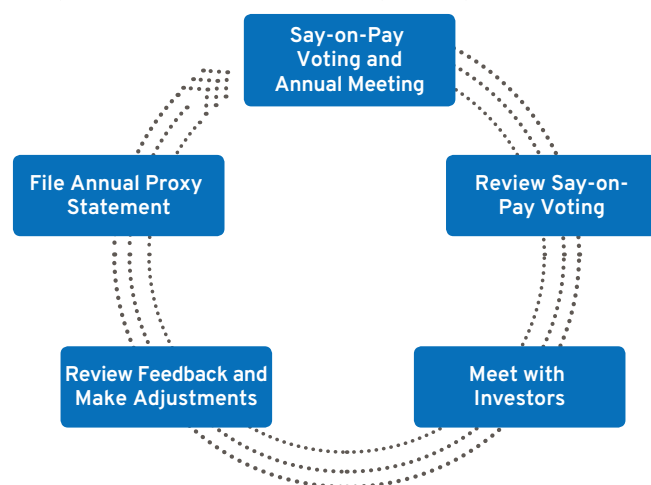 Say-on-Pay
Voting and
Annual Meeting
Review Say-on-
Pay Voting
Meet with
Investors
Review Feedback and
Make Adjustments
File Annual Proxy
Statement